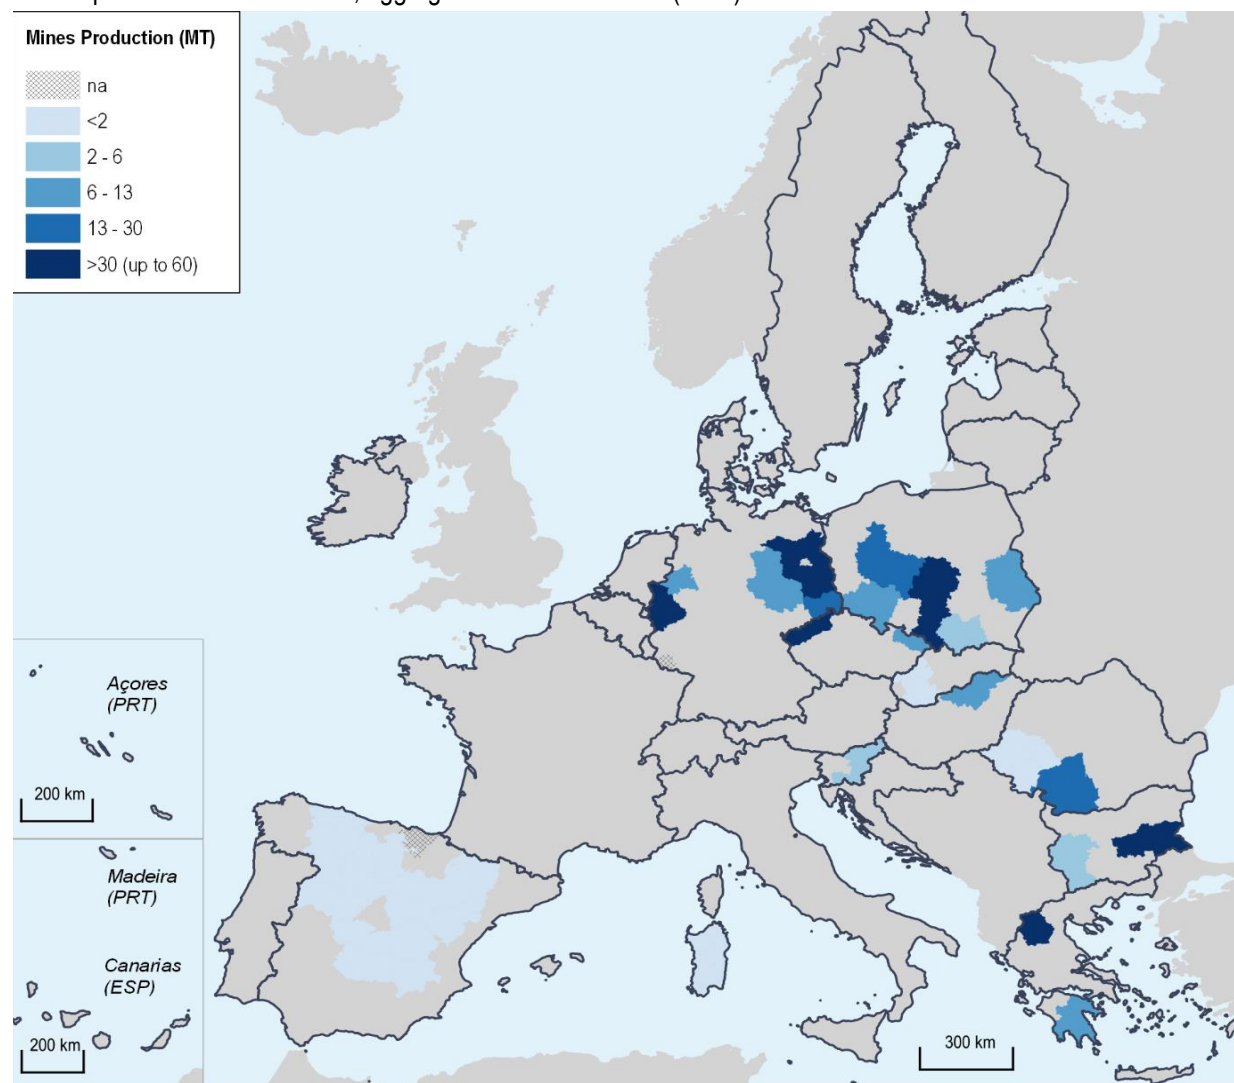 Mines Production (MT)
na
<2
2 - 6
6 - 13
13 - 30
>30 (up to 60)
Açores
(PRT)
200 km
Madeira
(PRT)
Canarias
(ESP)
200 km
300 km